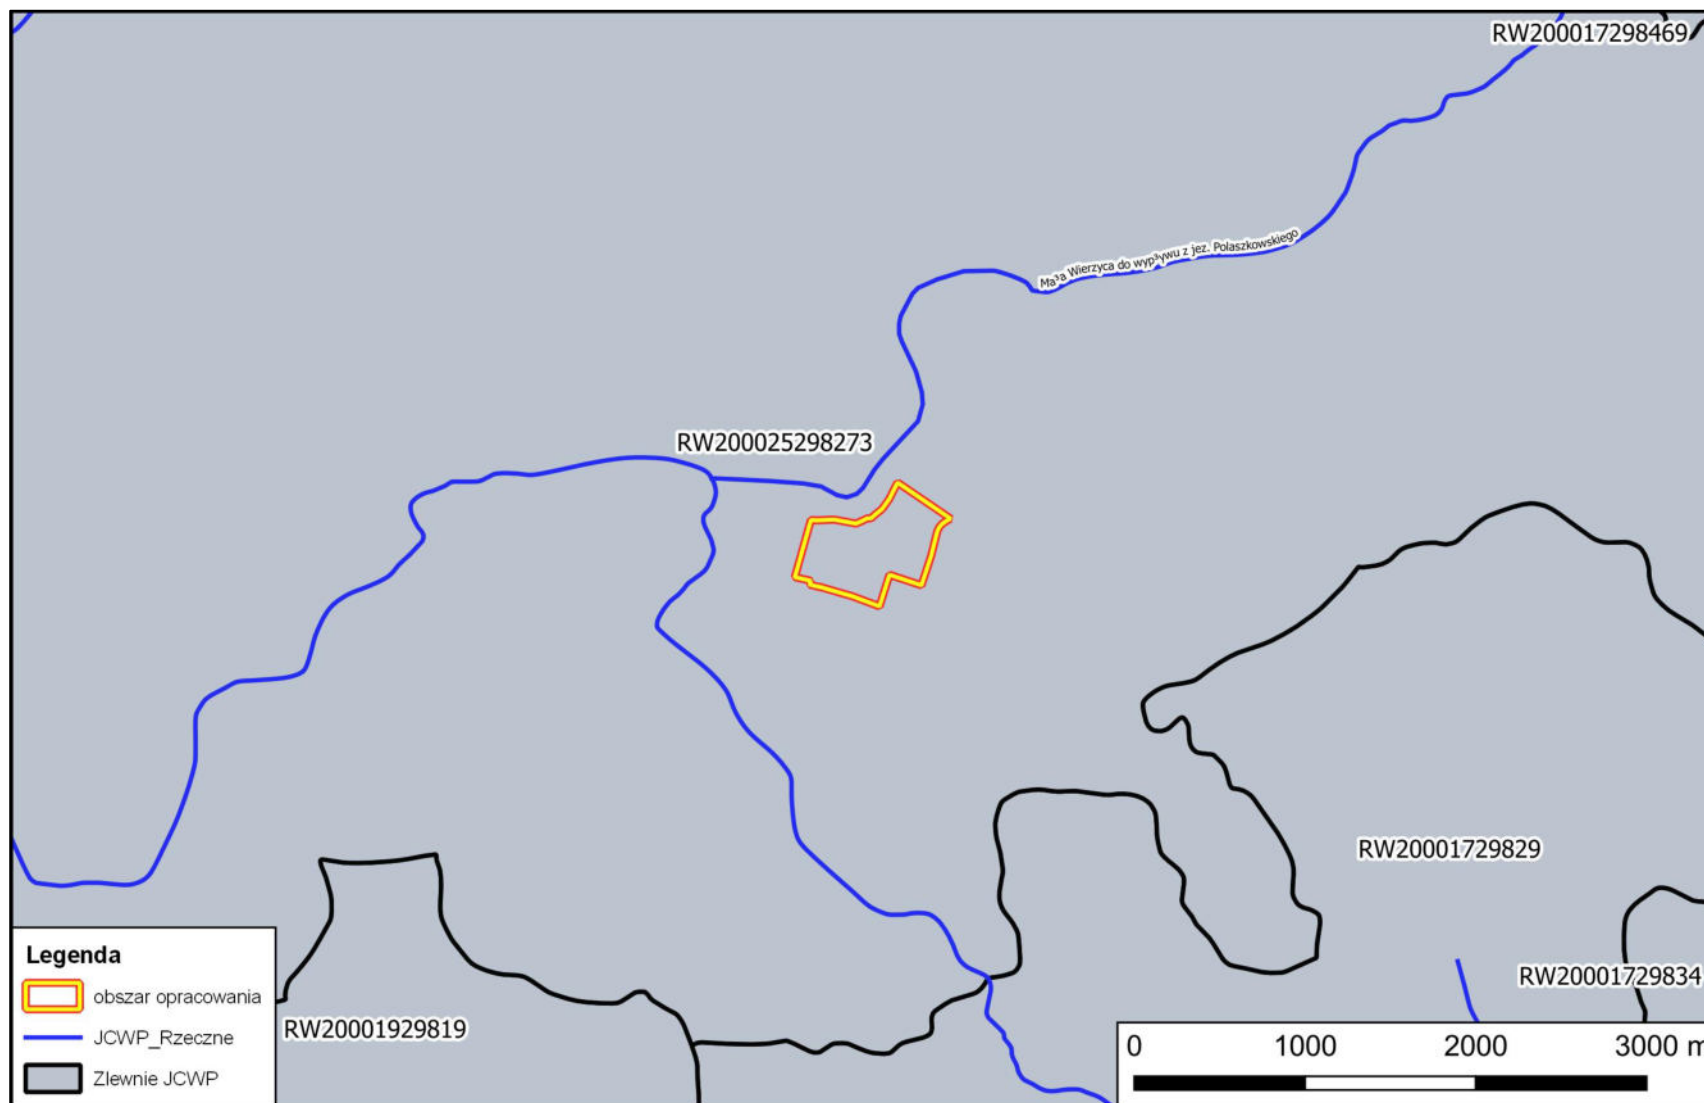 RW200017298469
Ma³a Wierzyca do wyp³ywu z jez. Polaszkowskiego
RW200025298273
RW20001729829
RW20001729834
RW20001929819
Legenda
obszar opracowania
JCWP_Rzeczne
Zlewnie JCWP
0 1000 2000 3000 m